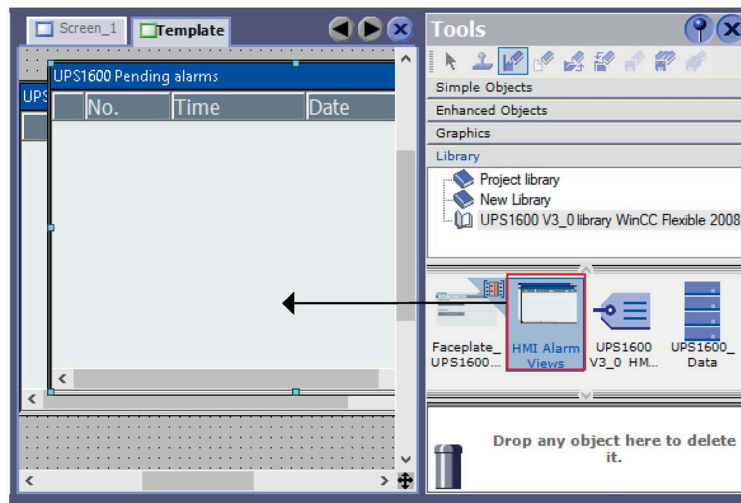 Screen_1
Template
UPS1600 Pending alarms
UPS
No. Time Date
Tools
Simple Objects
Enhanced Objects
Graphics
Library
Project library
New Library
UPS1600 V3_0 library WinCC Flexible 2008
Faceplate_
UPS1600...
HMI Alarm
Views
UPS1600
V3_0 HM...
UPS1600_
Data
Drop any object here to delete
it.